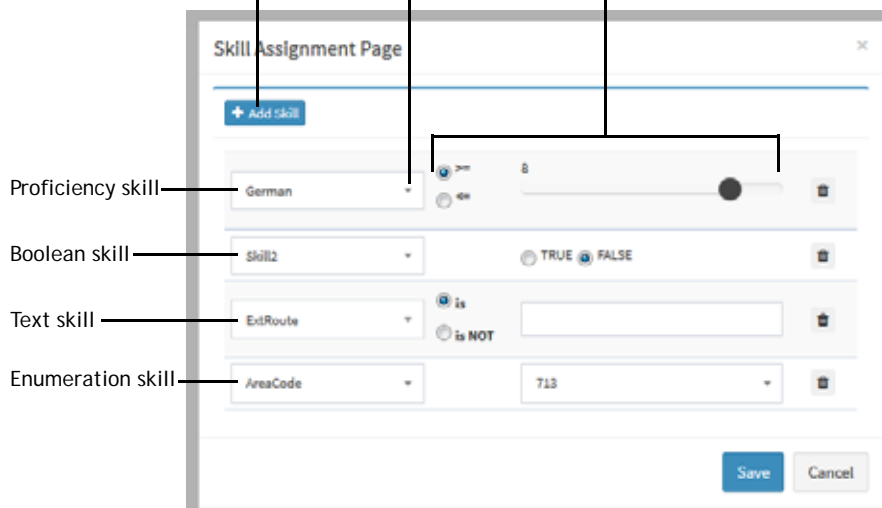 Skill Assignment Page ×
+ Add Skill
Proficiency skill German >= 8
<=
Boolean skill Skill2 TRUE FALSE
Text skill ExtRoute is
is NOT
Enumeration skill AreaCode 713
Save Cancel